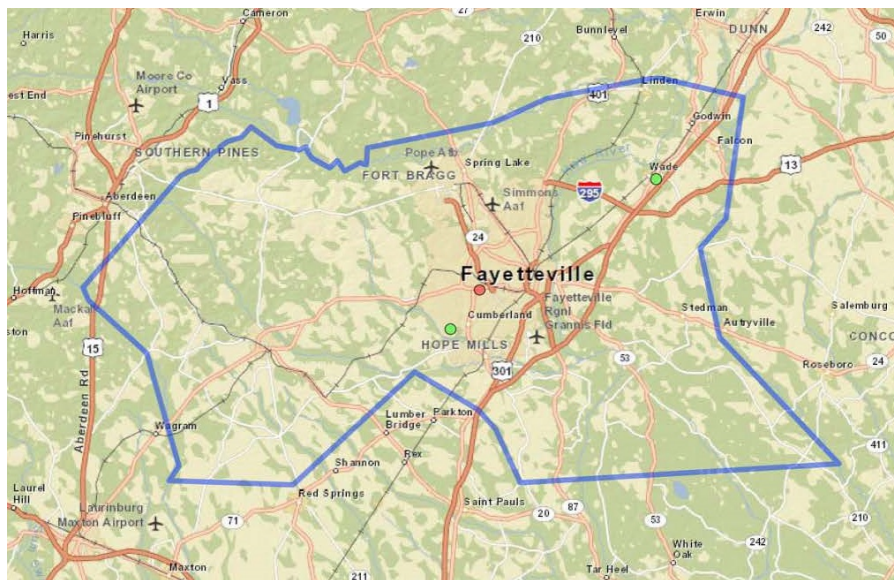 Cameron
27
Erwin
Bunnlevel
DUNN
242
Harris
210
50
Moore Co
Airport
Vass
401
Linden
West End
1
Godwin
Pinehurst
Falcon
SOUTHERN PINES
Pope Afb
Spring Lake
Wade
13
FORT BRAGG
295
Aberdeen
Simmons
Aaf
Pinebluff
24
Fayetteville
Hoffman
Mackall
Aaf
Fayetteville
Rgnl
Grannis Fld
Stedman
Salemburg
Cumberland
Autryville
HOPE MILLS
CONCO
15
53
Roseboro
301
24
Aberdeen Rd
Lumber
Bridge
Parkton
Wagram
411
Rex
Shannon
Laurel
Hill
Red Springs
Saint Pauls
Laurinburg
Maxton Airport
87
71
20
53
210
242
White
Oak
Maxton
211
Tar Heel